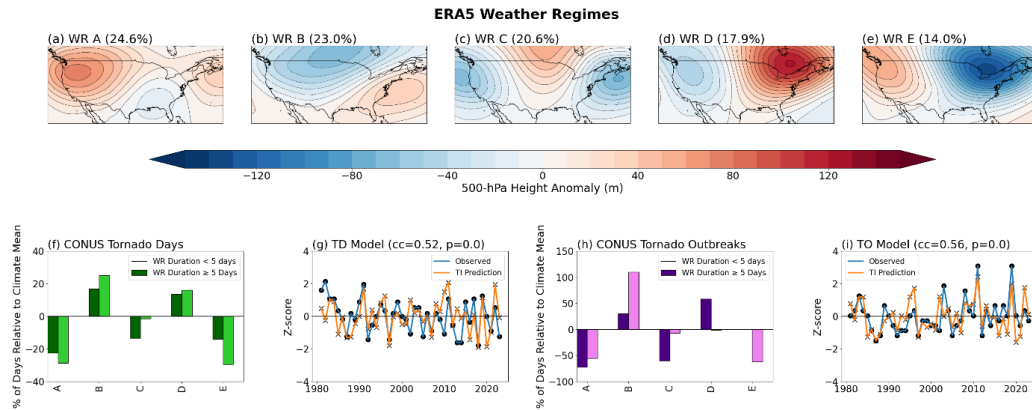 ERA5 Weather Regimes
(a) WR A (24.6%)
(b) WR B (23.0%)
(c) WR C (20.6%)
(d) WR D (17.9%)
(e) WR E (14.0%)
−120 −80 −40 0 40 80 120
500-hPa Height Anomaly (m)
(f) CONUS Tornado Days
% of Days Relative to Climate Mean
40
20
0
−20
−40
WR Duration < 5 days
WR Duration ≥ 5 Days
A B C D E
(g) TD Model (cc=0.52, p=0.0)
Z-score
4
2
0
−2
−4
Observed
TI Prediction
1980 1990 2000 2010 2020
(h) CONUS Tornado Outbreaks
% of Days Relative to Climate Mean
150
100
50
0
−50
−100
WR Duration < 5 days
WR Duration ≥ 5 Days
A B C D E
(i) TO Model (cc=0.56, p=0.0)
Z-score
4
2
0
−2
−4
Observed
TI Prediction
1980 1990 2000 2010 2020